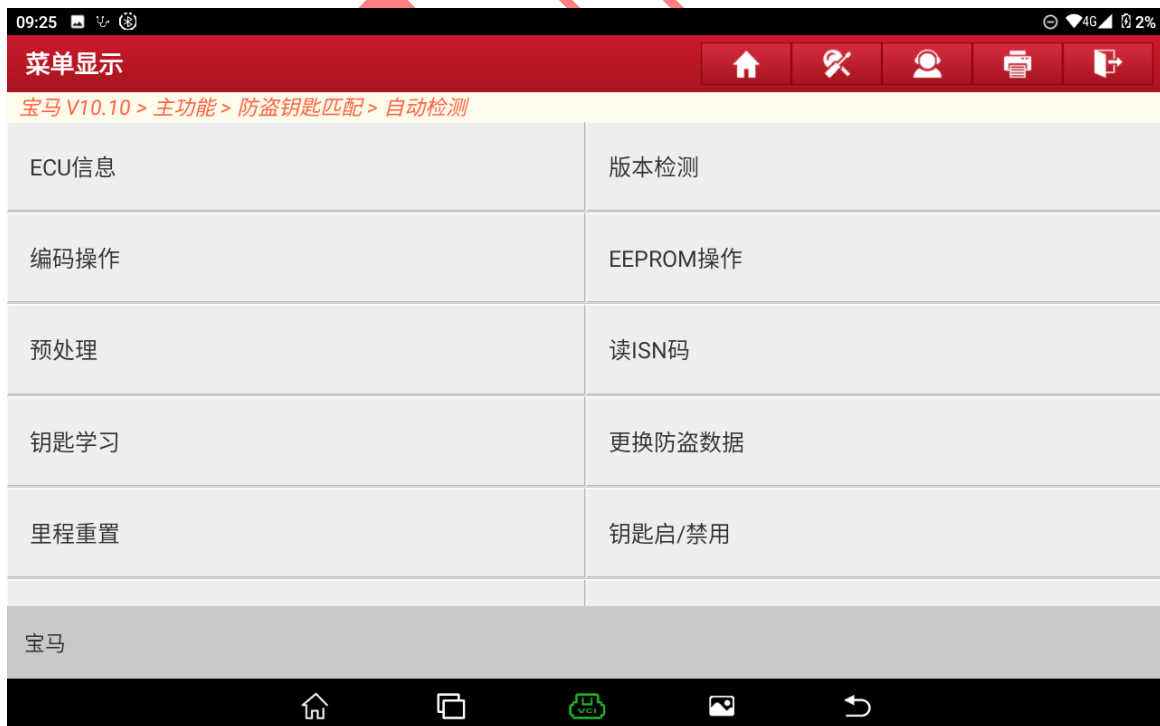 09:25 4G 2%
菜单显示
宝马 V10.10 > 主功能 > 防盗钥匙匹配 > 自动检测
ECU信息 版本检测
编码操作 EEPROM操作
预处理 读ISN码
钥匙学习 更换防盗数据
里程重置 钥匙启/禁用
宝马
VCI